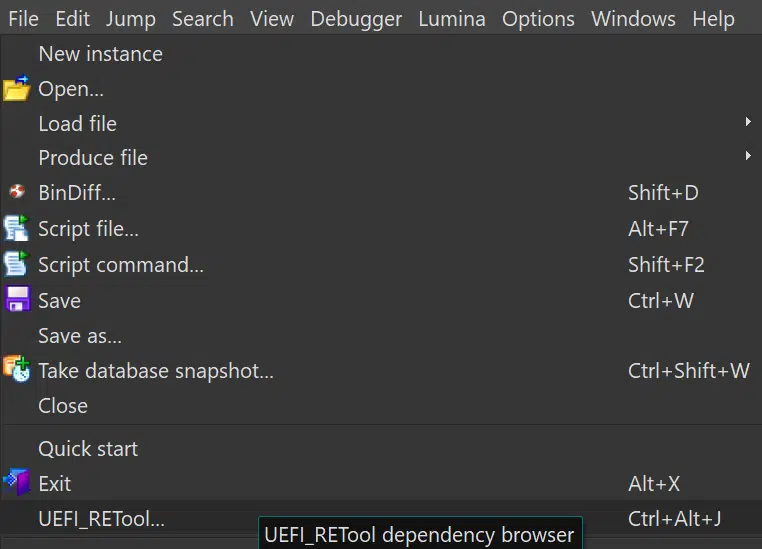 File Edit Jump Search View Debugger Lumina Options Windows Help
New instance
Open...
Load file
Produce file
BinDiff... Shift+D
Script file... Alt+F7
Script command... Shift+F2
Save Ctrl+W
Save as...
Take database snapshot... Ctrl+Shift+W
Close
Quick start
Exit Alt+X
UEFI_RETool... Ctrl+Alt+J
UEFI_RETool dependency browser